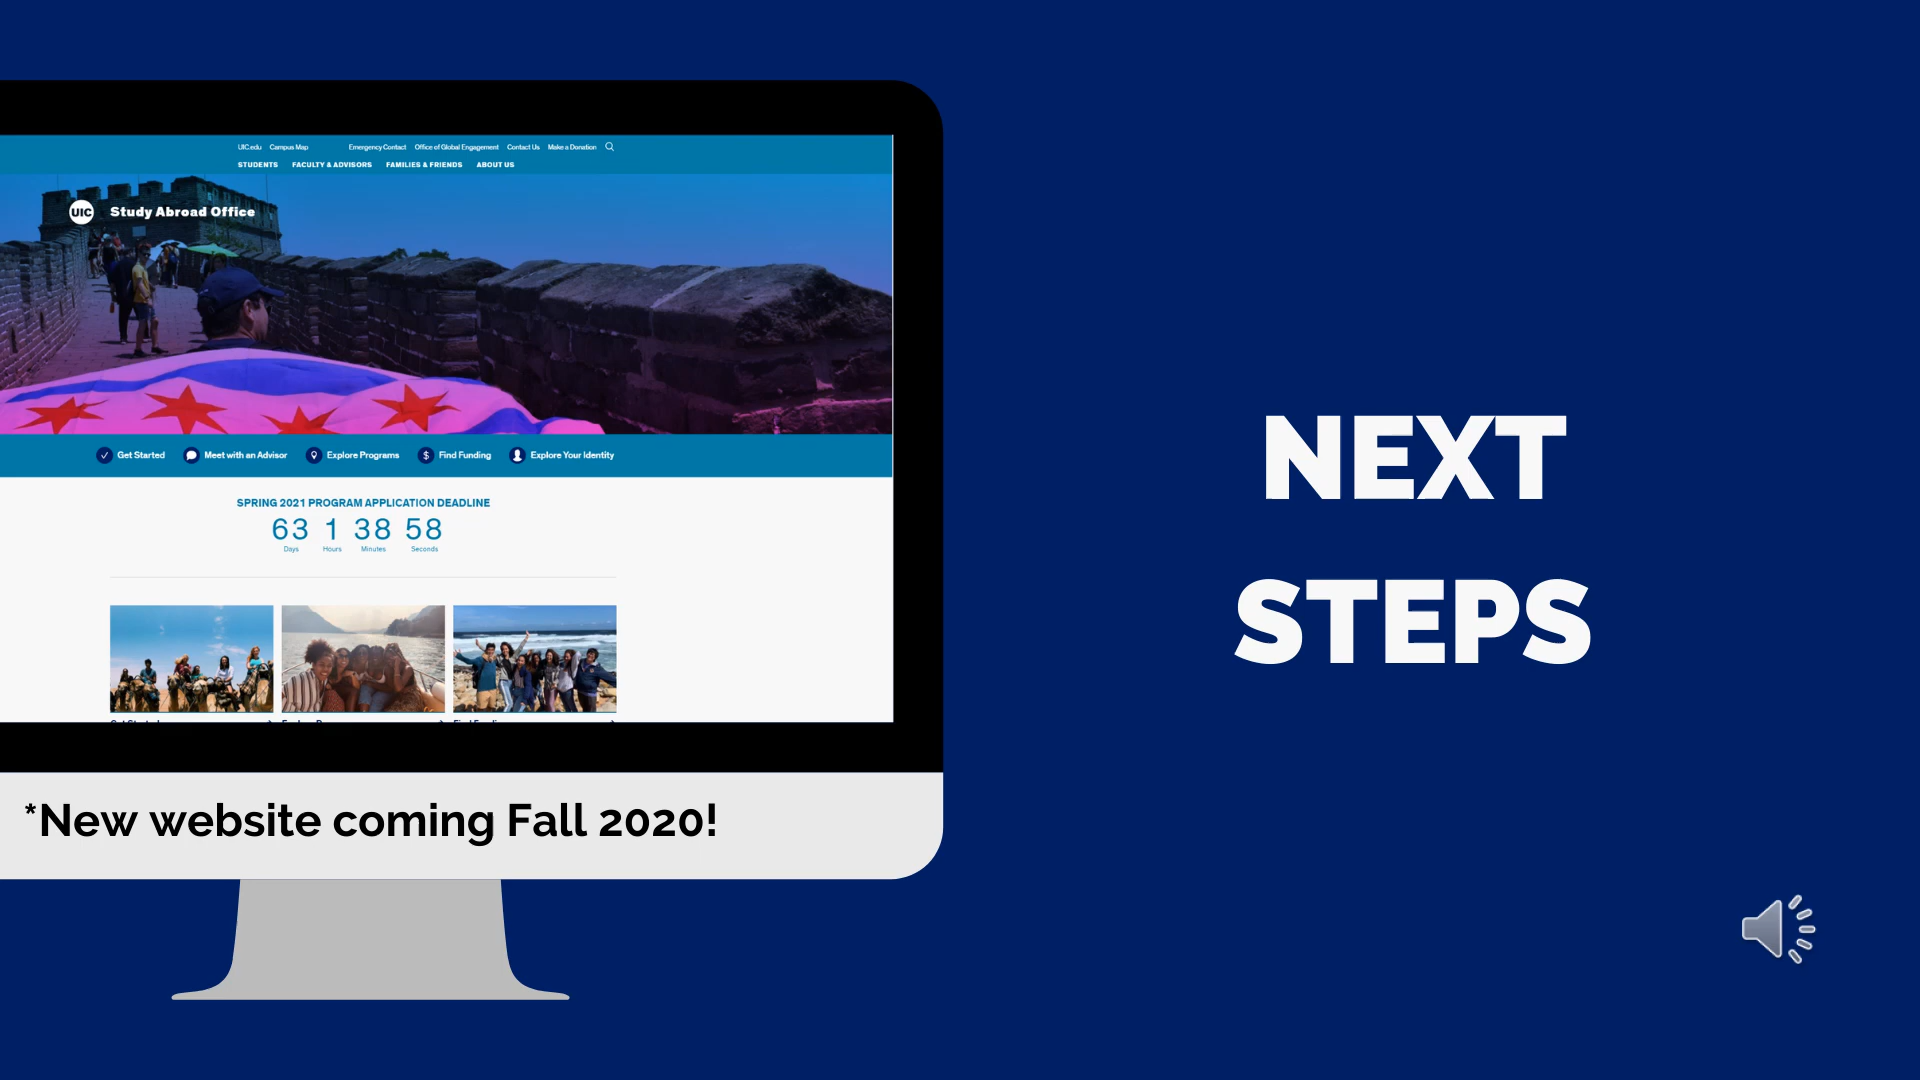 UIC.edu Campus Map Emergency Contact Office of Global Engagement Contact Us Make a Donation
STUDENTS FACULTY & ADVISORS FAMILIES & FRIENDS ABOUT US
UIC Study Abroad Office
Get Started Meet with an Advisor Explore Programs $ Find Funding Explore Your Identity
SPRING 2021 PROGRAM APPLICATION DEADLINE
63 1 38 58
Days Hours Minutes Seconds
*New website coming Fall 2020!
NEXT
STEPS